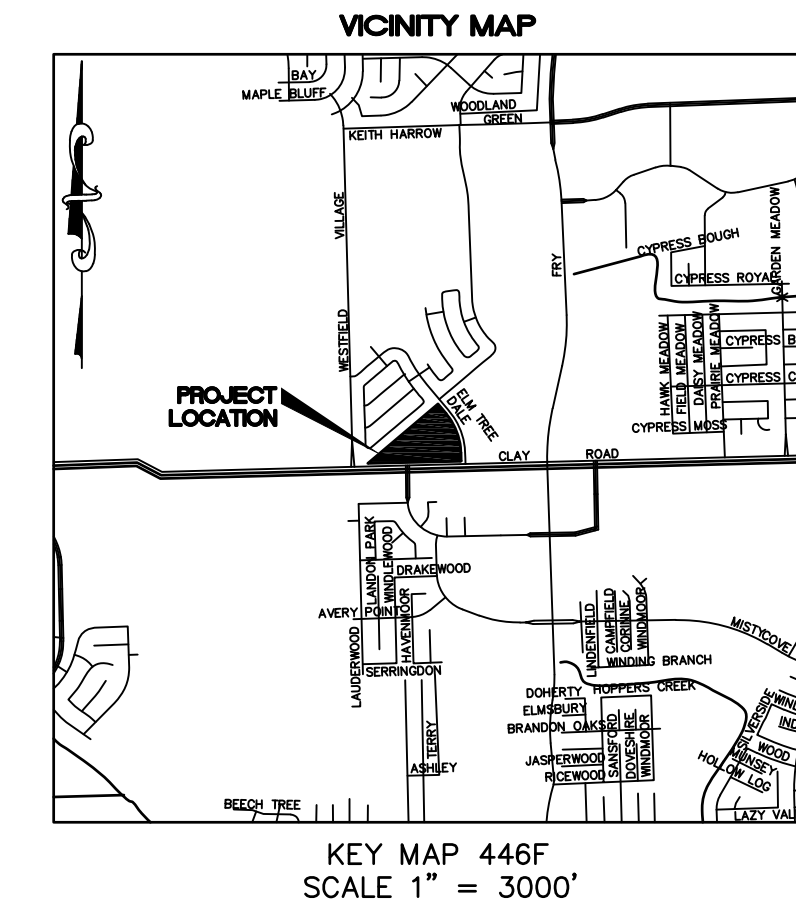 VICINITY MAP
BAY
MAPLE BLUFF
WOODLAND
GREEN
KEITH HARROW
VILLAGE
WESTFIELD
FRY
CYPRESS BOUGH
GARDEN MEADOW
CYPRESS ROYAL
HAWK MEADOW
FIELD MEADOW
DAISY MEADOW
PRAIRIE MEADOW
CYPRESS B
CYPRESS C
CYPRESS MOSS
PROJECT
LOCATION
ELM TREE
DALE
CLAY ROAD
LANDON PARK
WINDLEWOOD
DRAKEWOOD
AVERY POINT
HAVENMOOR
LAUDERWOOD
SERRINGDON
TERRY
ASHLEY
BEECH TREE
LINDENFIELD
CAMPFIELD
CORINNE
WINDMOOR
MISTYCOVE
WINDING BRANCH
DOHERTY HOPPERS CREEK
ELMSBURY
BRANDON OAKS
SANSFORD
DOVESHIRE
WINDMOOR
JASPERWOOD
RICEWOOD
SILVERSIDE
WIND
IND
WOOD
MUNSEY
HOLLOW LOG
LAZY VAL
KEY MAP 446F
SCALE 1" = 3000'